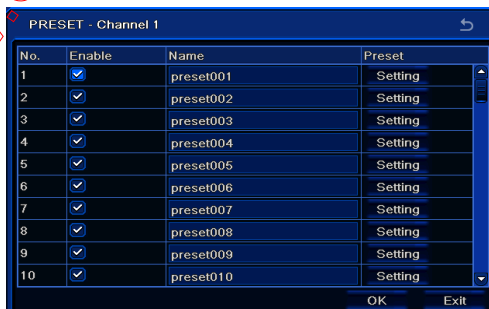 PRESET - Channel 1
No. Enable Name Preset
1 preset001 Setting
2 preset002 Setting
3 preset003 Setting
4 preset004 Setting
5 preset005 Setting
6 preset006 Setting
7 preset007 Setting
8 preset008 Setting
9 preset009 Setting
10 preset010 Setting
OK Exit